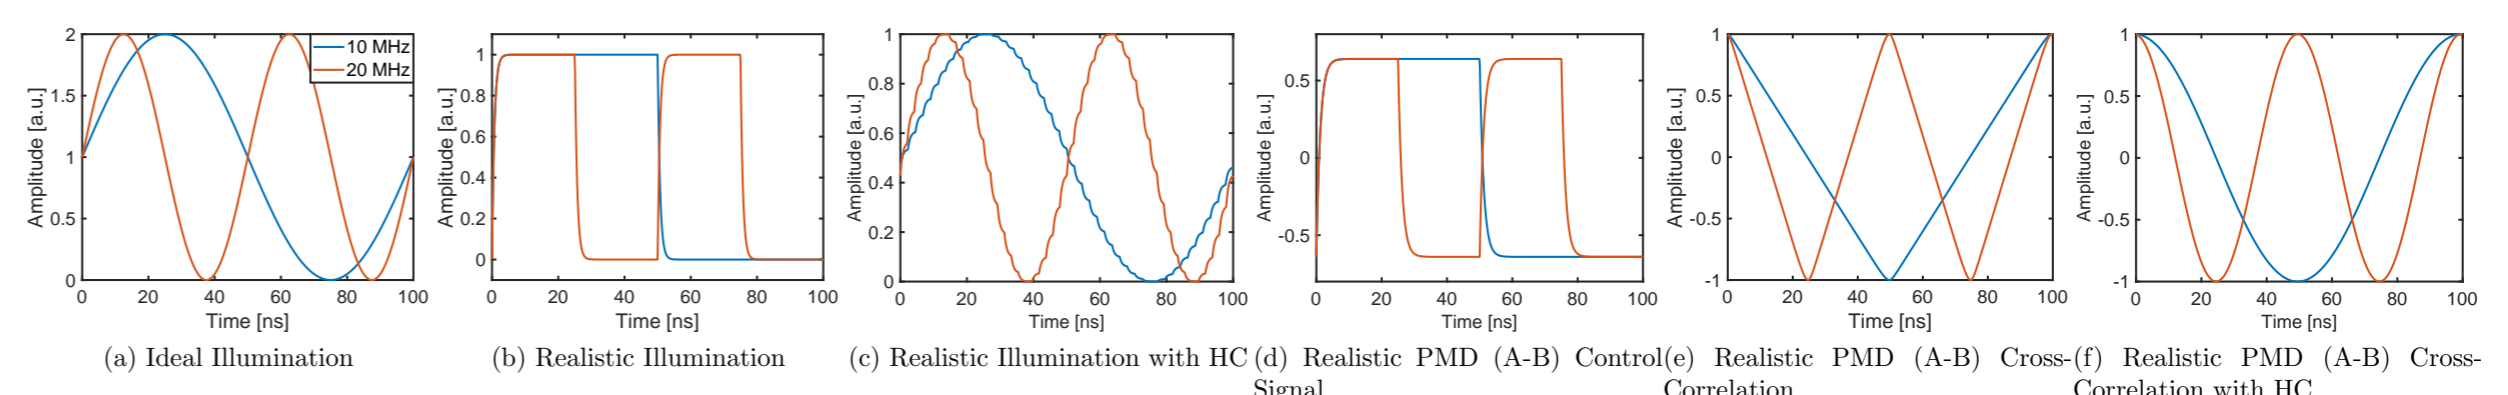 2
1.5
1
0.5
0
0 20 40 60 80 100
Amplitude [a.u.]
Time [ns]
10 MHz
20 MHz
(a) Ideal Illumination
1
0.8
0.6
0.4
0.2
0
0 20 40 60 80 100
Amplitude [a.u.]
Time [ns]
(b) Realistic Illumination
1
0.8
0.6
0.4
0.2
0
0 20 40 60 80 100
Amplitude [a.u.]
Time [ns]
(c) Realistic Illumination with HC
0.5
0
-0.5
0 20 40 60 80 100
Amplitude [a.u.]
Time [ns]
(d) Realistic PMD (A-B) Control
Signal
1
0.5
0
-0.5
-1
0 20 40 60 80 100
Amplitude [a.u.]
Time [ns]
(e) Realistic PMD (A-B) Cross-
Correlation
1
0.5
0
-0.5
-1
0 20 40 60 80 100
Amplitude [a.u.]
Time [ns]
(f) Realistic PMD (A-B) Cross-
Correlation with HC